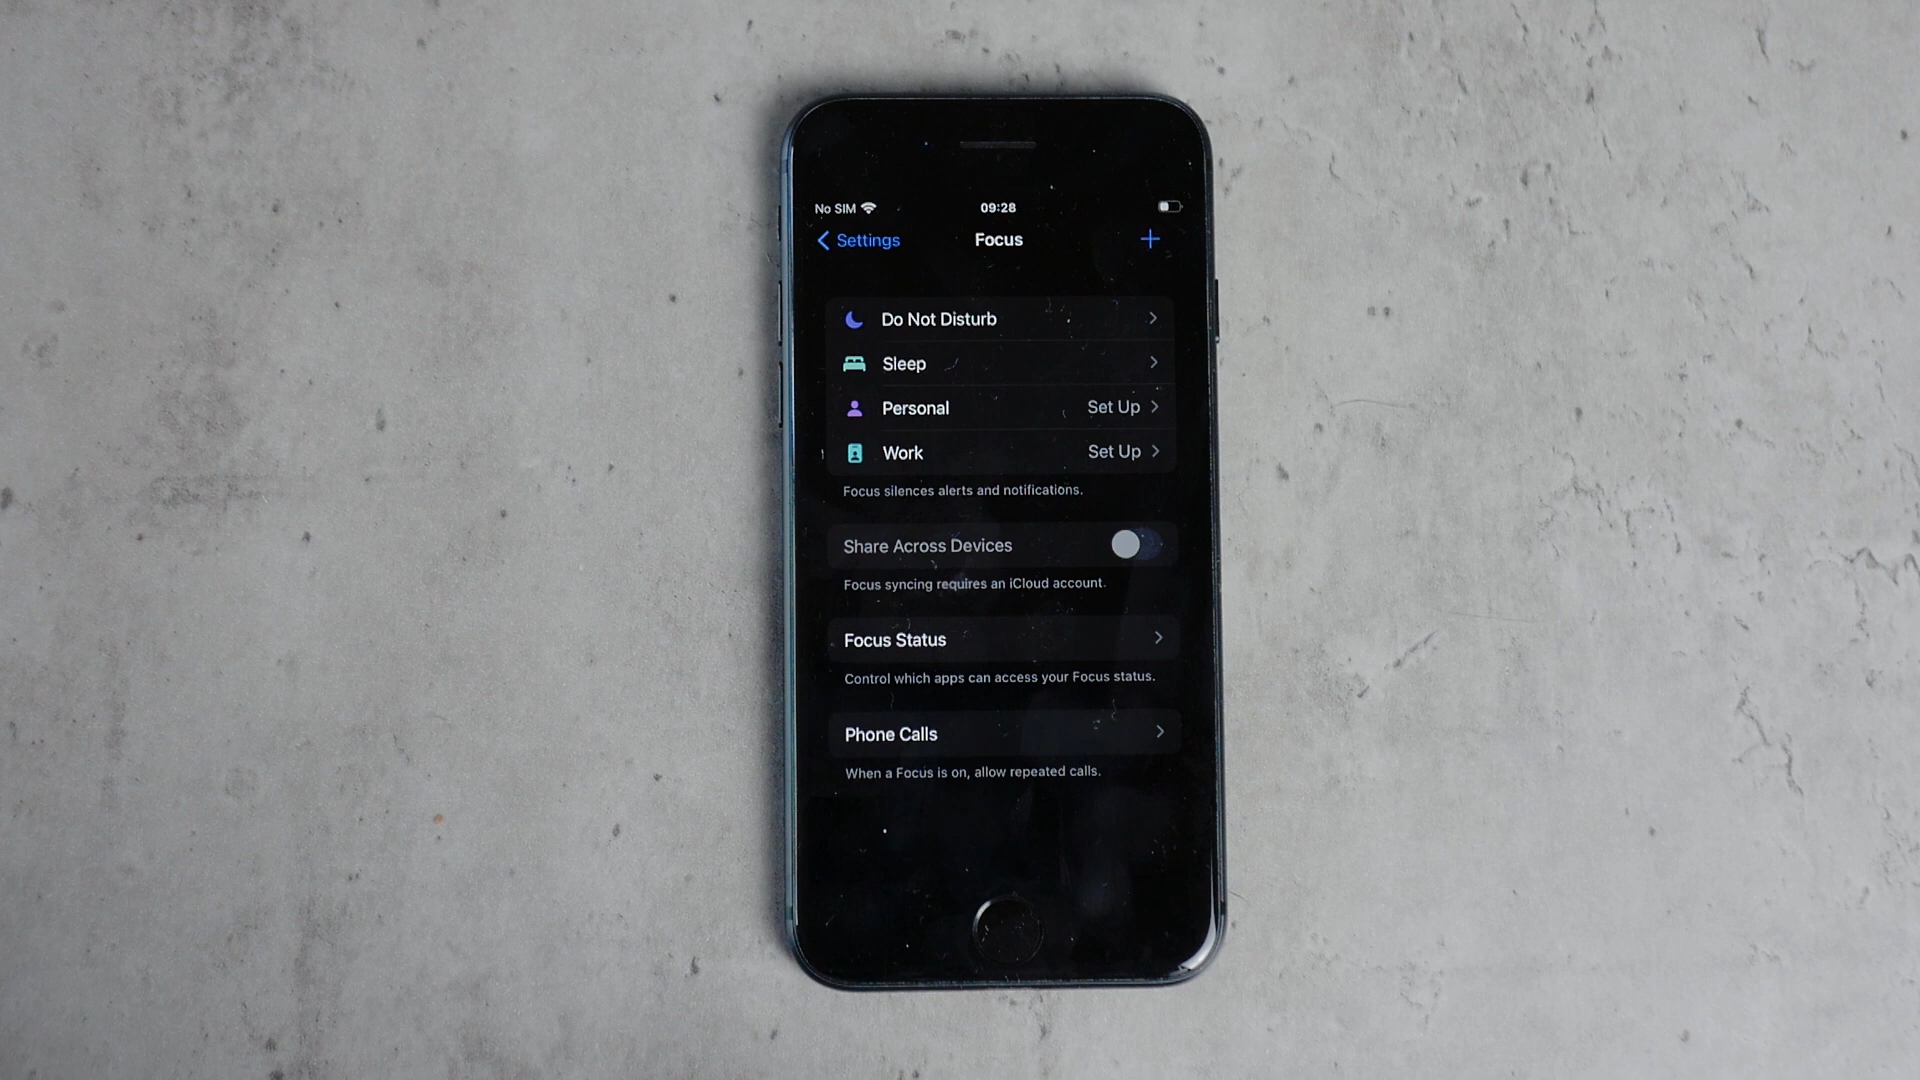 No SIM 09:28
Settings Focus
Do Not Disturb
Sleep
Personal Set Up
Work Set Up
Focus silences alerts and notifications.
Share Across Devices
Focus syncing requires an iCloud account.
Focus Status
Control which apps can access your Focus status.
Phone Calls
When a Focus is on, allow repeated calls.